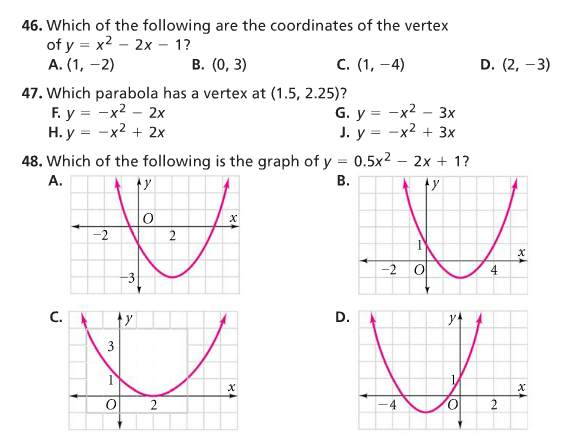 46. Which of the following are the coordinates of the vertex
of y = x² − 2x − 1?
A. (1, −2) B. (0, 3) C. (1, −4) D. (2, −3)
47. Which parabola has a vertex at (1.5, 2.25)?
F. y = −x² − 2x G. y = −x² − 3x
H. y = −x² + 2x J. y = −x² + 3x
48. Which of the following is the graph of y = 0.5x² − 2x + 1?
A. B.
y y
O x
−2 2
1 x
−2 O 4
−3
C. D.
y y
3
1 1
x x
O 2 −4 O 2